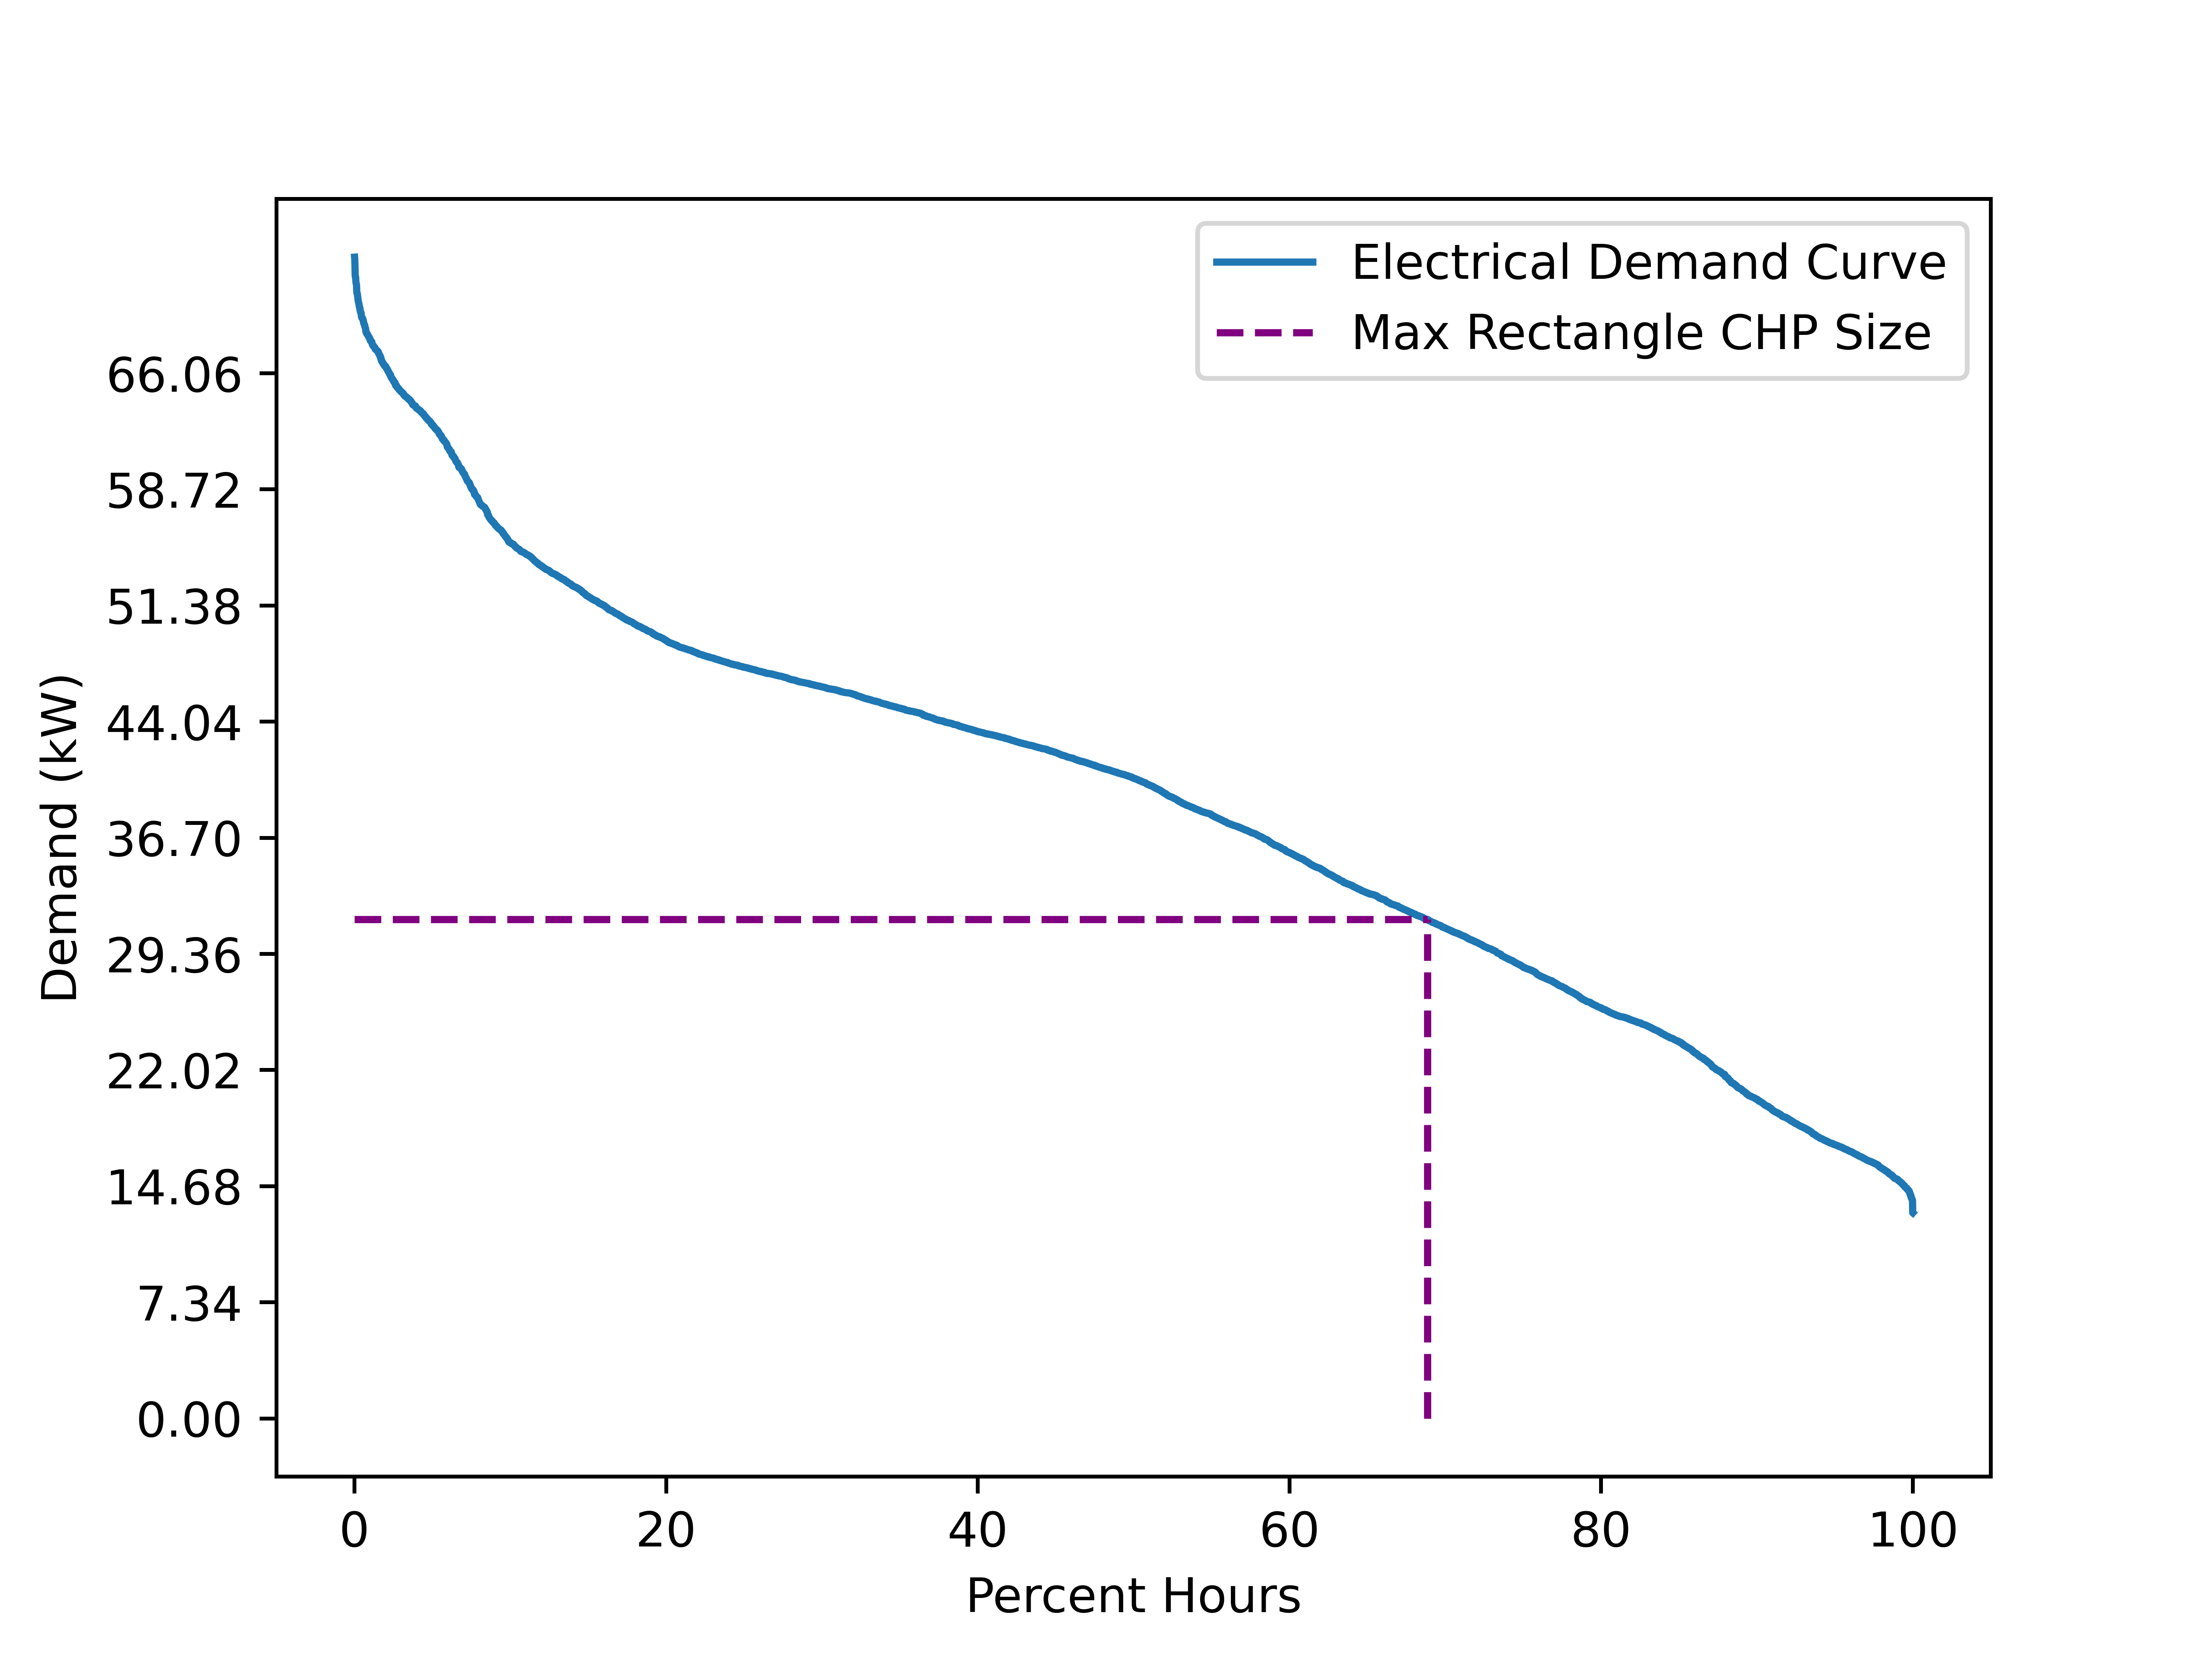 Electrical Demand Curve
Max Rectangle CHP Size
66.06
58.72
51.38
44.04
36.70
29.36
22.02
14.68
7.34
0.00
Demand (kW)
0 20 40 60 80 100
Percent Hours